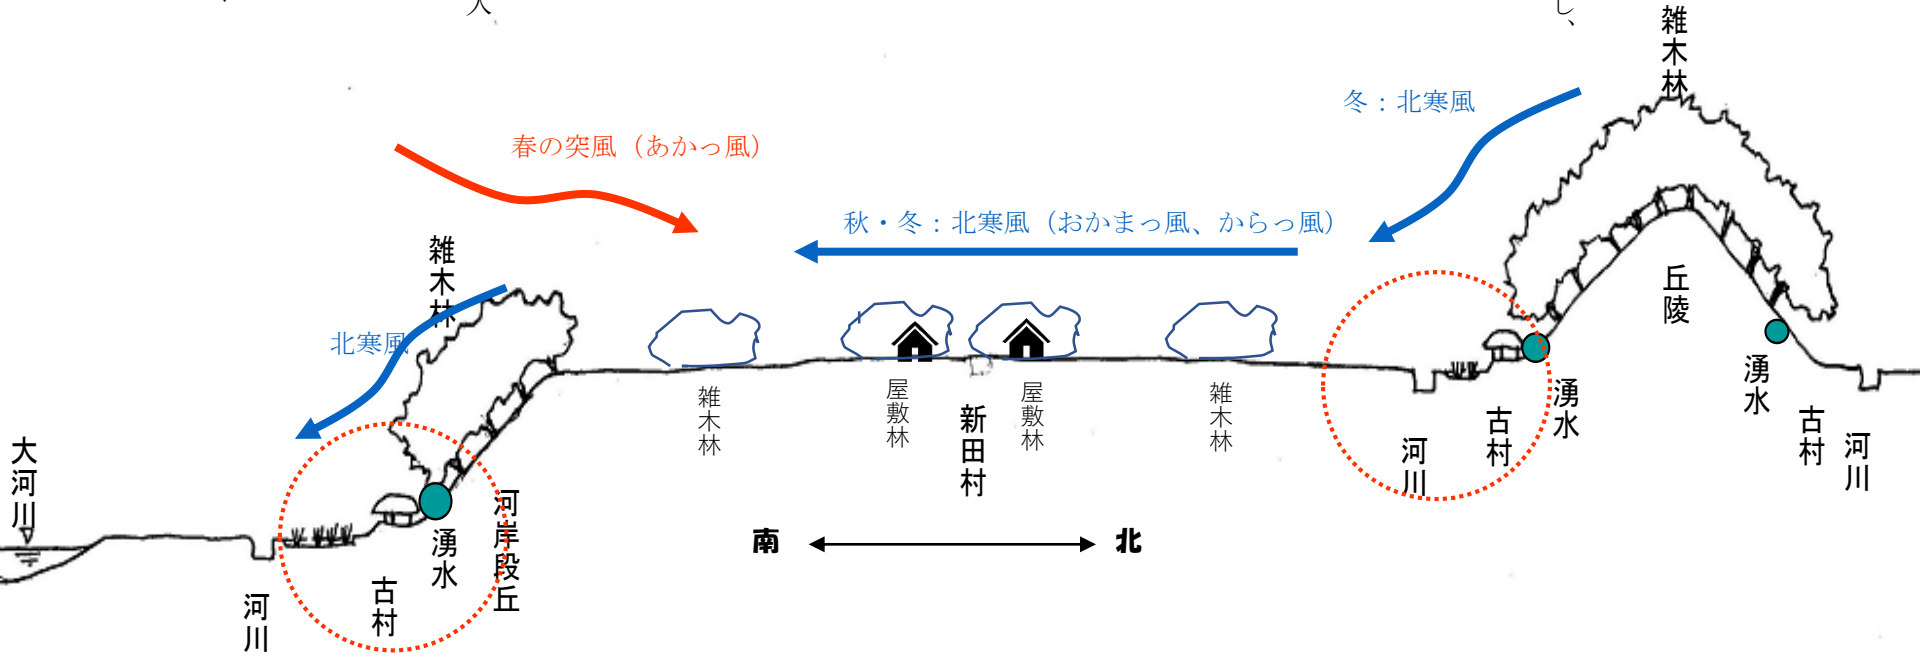 人
し、
雑木林
冬：北寒風
春の突風（あかっ風）
秋・冬：北寒風（おかまっ風、からっ風）
雑木林
北寒風
丘陵
湧水
古村
河川
湧水
古村
河川
雑木林
屋敷林
新田村
屋敷林
雑木林
大河川
河岸段丘
湧水
古村
河川
南
北